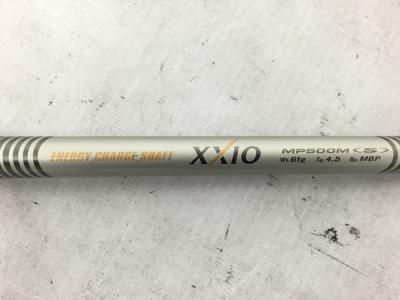 ENERGY CHARGE SHAFT XXIO MP500M <S>
Wt. 61g Tq. 4.5 Bp. MBP